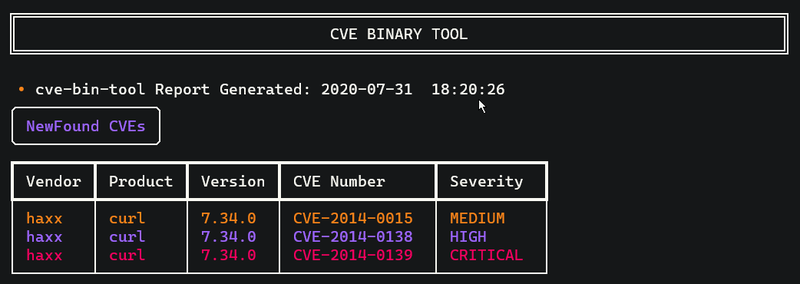 CVE BINARY TOOL
• cve-bin-tool Report Generated: 2020-07-31  18:20:26
NewFound CVEs
Vendor Product Version CVE Number Severity
haxx curl 7.34.0 CVE-2014-0015 MEDIUM
haxx curl 7.34.0 CVE-2014-0138 HIGH
haxx curl 7.34.0 CVE-2014-0139 CRITICAL